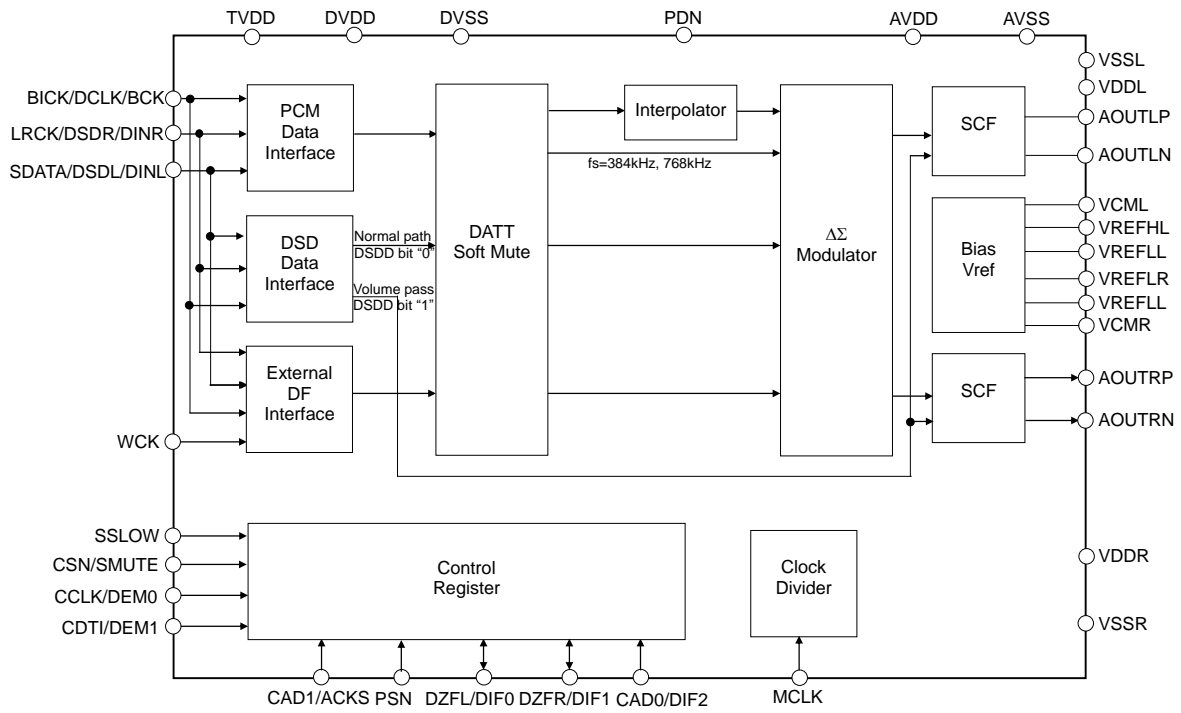 TVDD DVDD DVSS PDN AVDD AVSS
VSSL
VDDL
BICK/DCLK/BCK
LRCK/DSDR/DINR
SDATA/DSDL/DINL
PCM
Data
Interface
Interpolator
fs=384kHz, 768kHz
SCF
AOUTLP
AOUTLN
DSD
Data
Interface
Normal path
DSDD bit “0”
Volume pass
DSDD bit “1”
DATT
Soft Mute
ΔΣ
Modulator
Bias
Vref
VCML
VREFHL
VREFLL
VREFLR
VREFLL
VCMR
External
DF
Interface
SCF
AOUTRP
AOUTRN
WCK
SSLOW
CSN/SMUTE
CCLK/DEM0
CDTI/DEM1
Control
Register
Clock
Divider
VDDR
VSSR
CAD1/ACKS PSN DZFL/DIF0 DZFR/DIF1 CAD0/DIF2 MCLK